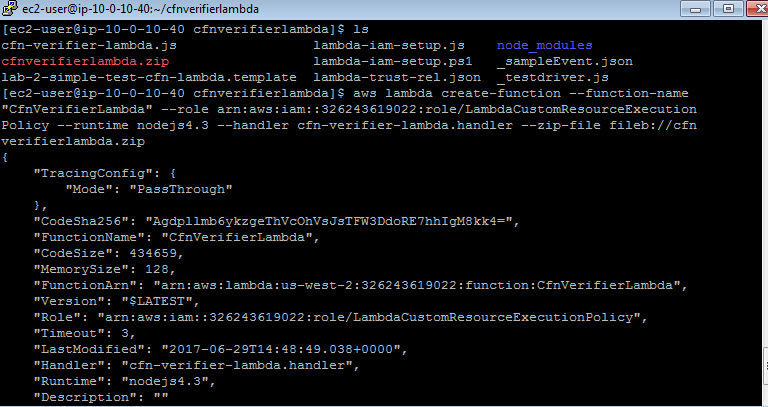 ec2-user@ip-10-0-10-40:~/cfnverifierlambda
[ec2-user@ip-10-0-10-40 cfnverifierlambda]$ ls
cfn-verifier-lambda.js lambda-iam-setup.js node_modules
cfnverifierlambda.zip lambda-iam-setup.ps1 _sampleEvent.json
lab-2-simple-test-cfn-lambda.template lambda-trust-rel.json _testdriver.js
[ec2-user@ip-10-0-10-40 cfnverifierlambda]$ aws lambda create-function --function-name
"CfnVerifierLambda" --role arn:aws:iam::326243619022:role/LambdaCustomResourceExecution
Policy --runtime nodejs4.3 --handler cfn-verifier-lambda.handler --zip-file fileb://cfn
verifierlambda.zip
{
    "TracingConfig": {
        "Mode": "PassThrough"
    },
    "CodeSha256": "Agdpllmb6ykzgeThVcOhVsJsTFW3DdoRE7hhIgM8kk4=",
    "FunctionName": "CfnVerifierLambda",
    "CodeSize": 434659,
    "MemorySize": 128,
    "FunctionArn": "arn:aws:lambda:us-west-2:326243619022:function:CfnVerifierLambda",
    "Version": "$LATEST",
    "Role": "arn:aws:iam::326243619022:role/LambdaCustomResourceExecutionPolicy",
    "Timeout": 3,
    "LastModified": "2017-06-29T14:48:49.038+0000",
    "Handler": "cfn-verifier-lambda.handler",
    "Runtime": "nodejs4.3",
    "Description": ""